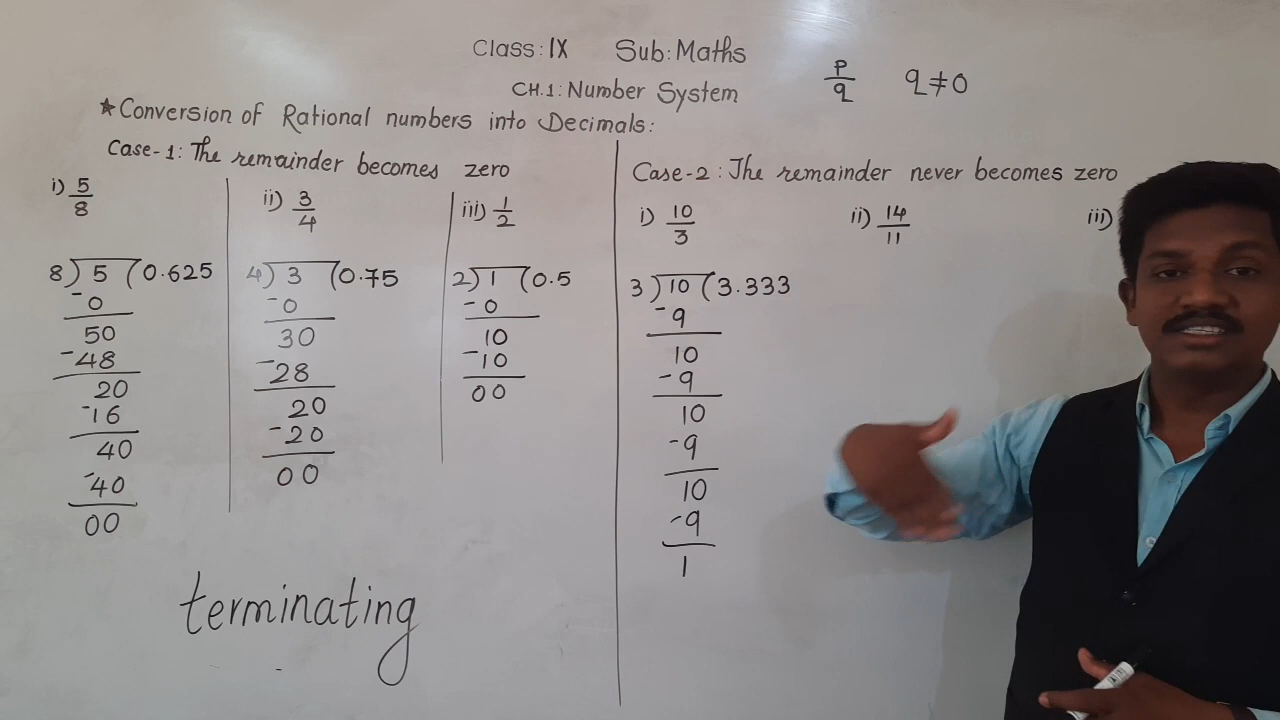 Class: IX Sub: Maths
CH.1: Number System
p/q q≠0
★Conversion of Rational numbers into Decimals:
Case-1: The remainder becomes zero
i) 5/8
8) 5 (0.625
-0
50
-48
20
-16
40
-40
00
ii) 3/4
4) 3 (0.75
-0
30
-28
20
-20
00
iii) 1/2
2) 1 (0.5
-0
10
-10
00
terminating
Case-2: The remainder never becomes zero
i) 10/3
3) 10 (3.333
-9
10
-9
10
-9
10
-9
1
ii) 14/11
iii)